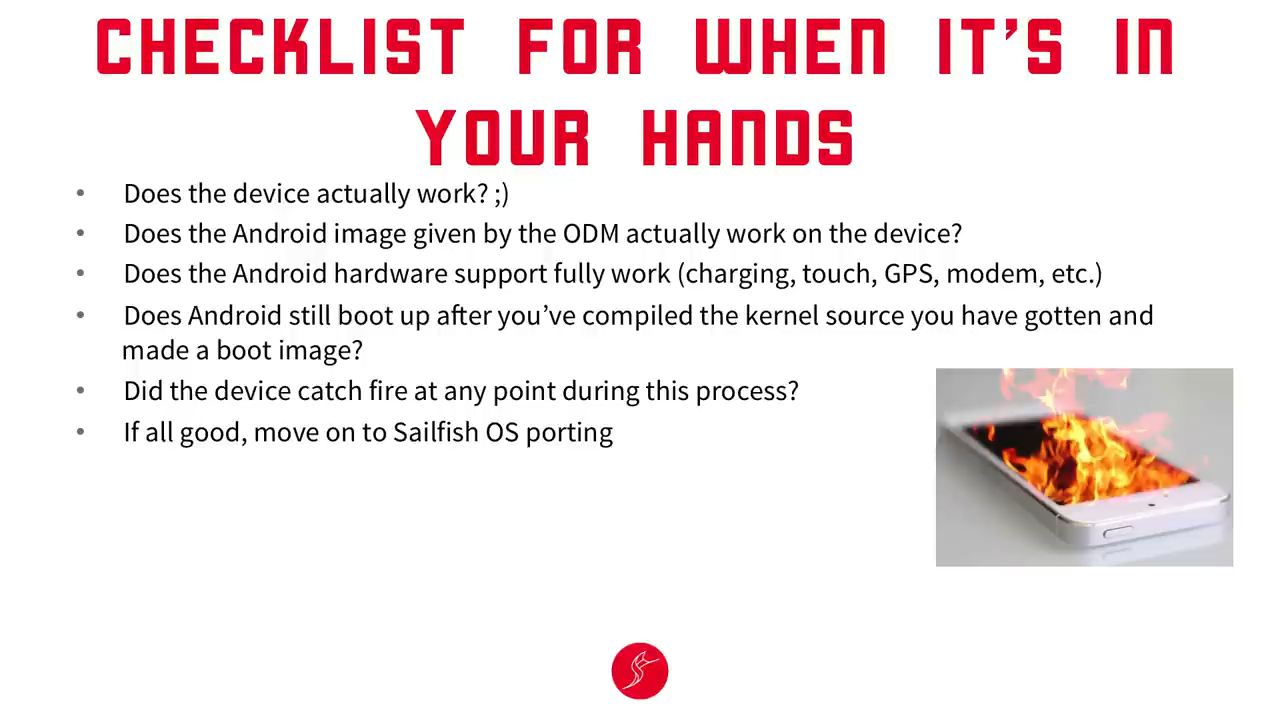 CHECKLIST FOR WHEN IT’S IN
YOUR HANDS
• Does the device actually work? ;)
• Does the Android image given by the ODM actually work on the device?
• Does the Android hardware support fully work (charging, touch, GPS, modem, etc.)
• Does Android still boot up after you’ve compiled the kernel source you have gotten and
made a boot image?
• Did the device catch fire at any point during this process?
• If all good, move on to Sailfish OS porting